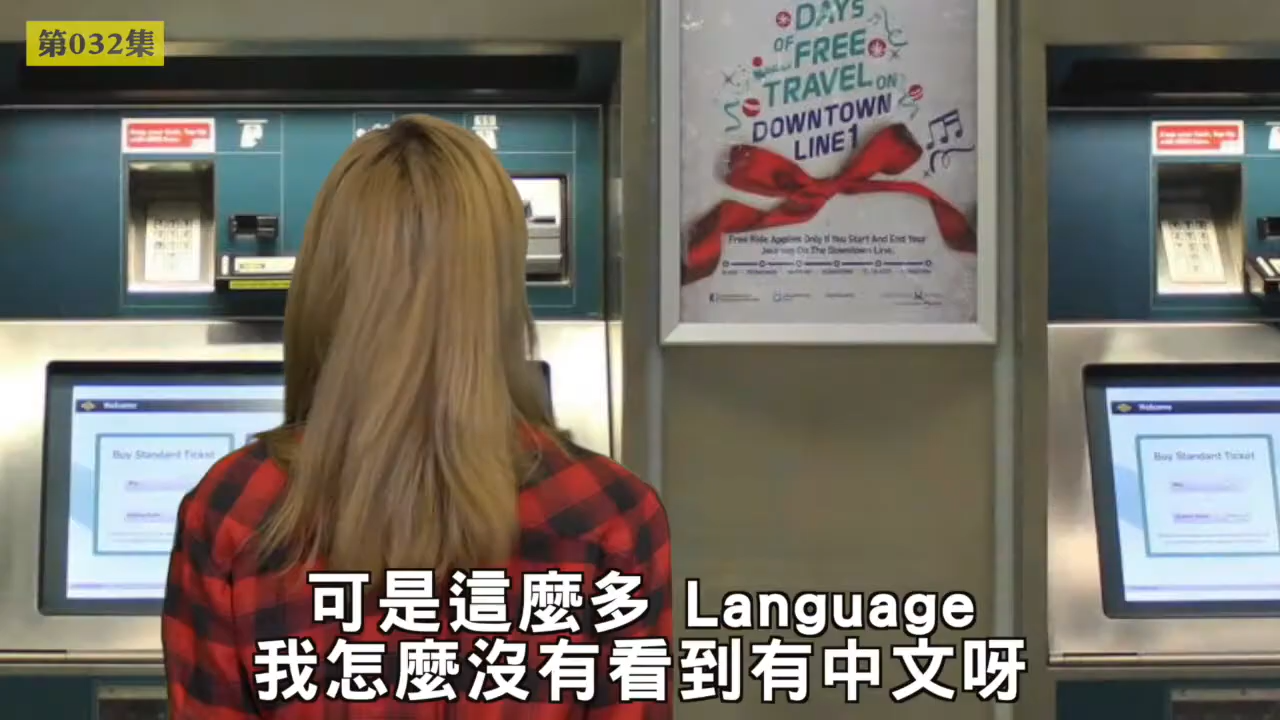 第032集
DAYS
OF FREE
TRAVEL ON
DOWNTOWN
LINE 1
Free Ride Applies Only If You Start And End Your
Journey On The Downtown Line.
Welcome
Buy Standard Ticket
Welcome
Buy Standard Ticket
可是這麼多 Language
我怎麼沒有看到有中文呀